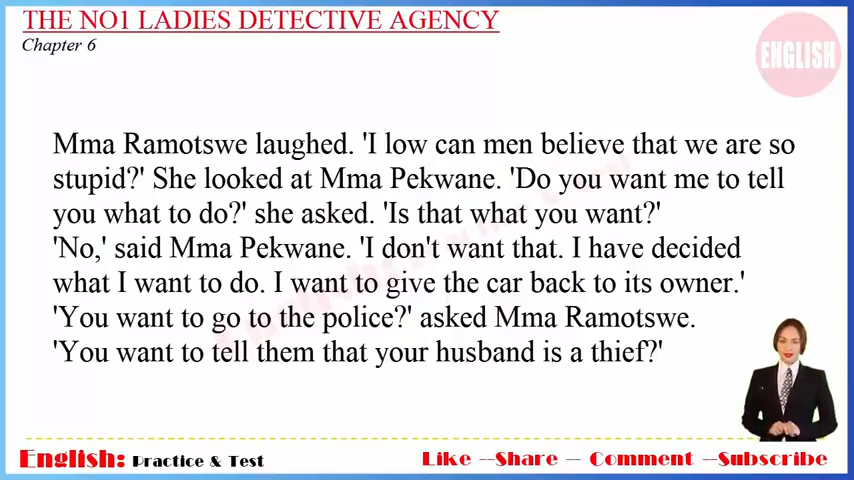 THE NO1 LADIES DETECTIVE AGENCY
Chapter 6
ENGLISH
Mma Ramotswe laughed. 'I low can men believe that we are so
stupid?' She looked at Mma Pekwane. 'Do you want me to tell
you what to do?' she asked. 'Is that what you want?'
'No,' said Mma Pekwane. 'I don't want that. I have decided
what I want to do. I want to give the car back to its owner.'
'You want to go to the police?' asked Mma Ramotswe.
'You want to tell them that your husband is a thief?'
English: Practice & Test
Like --Share -- Comment --Subscribe